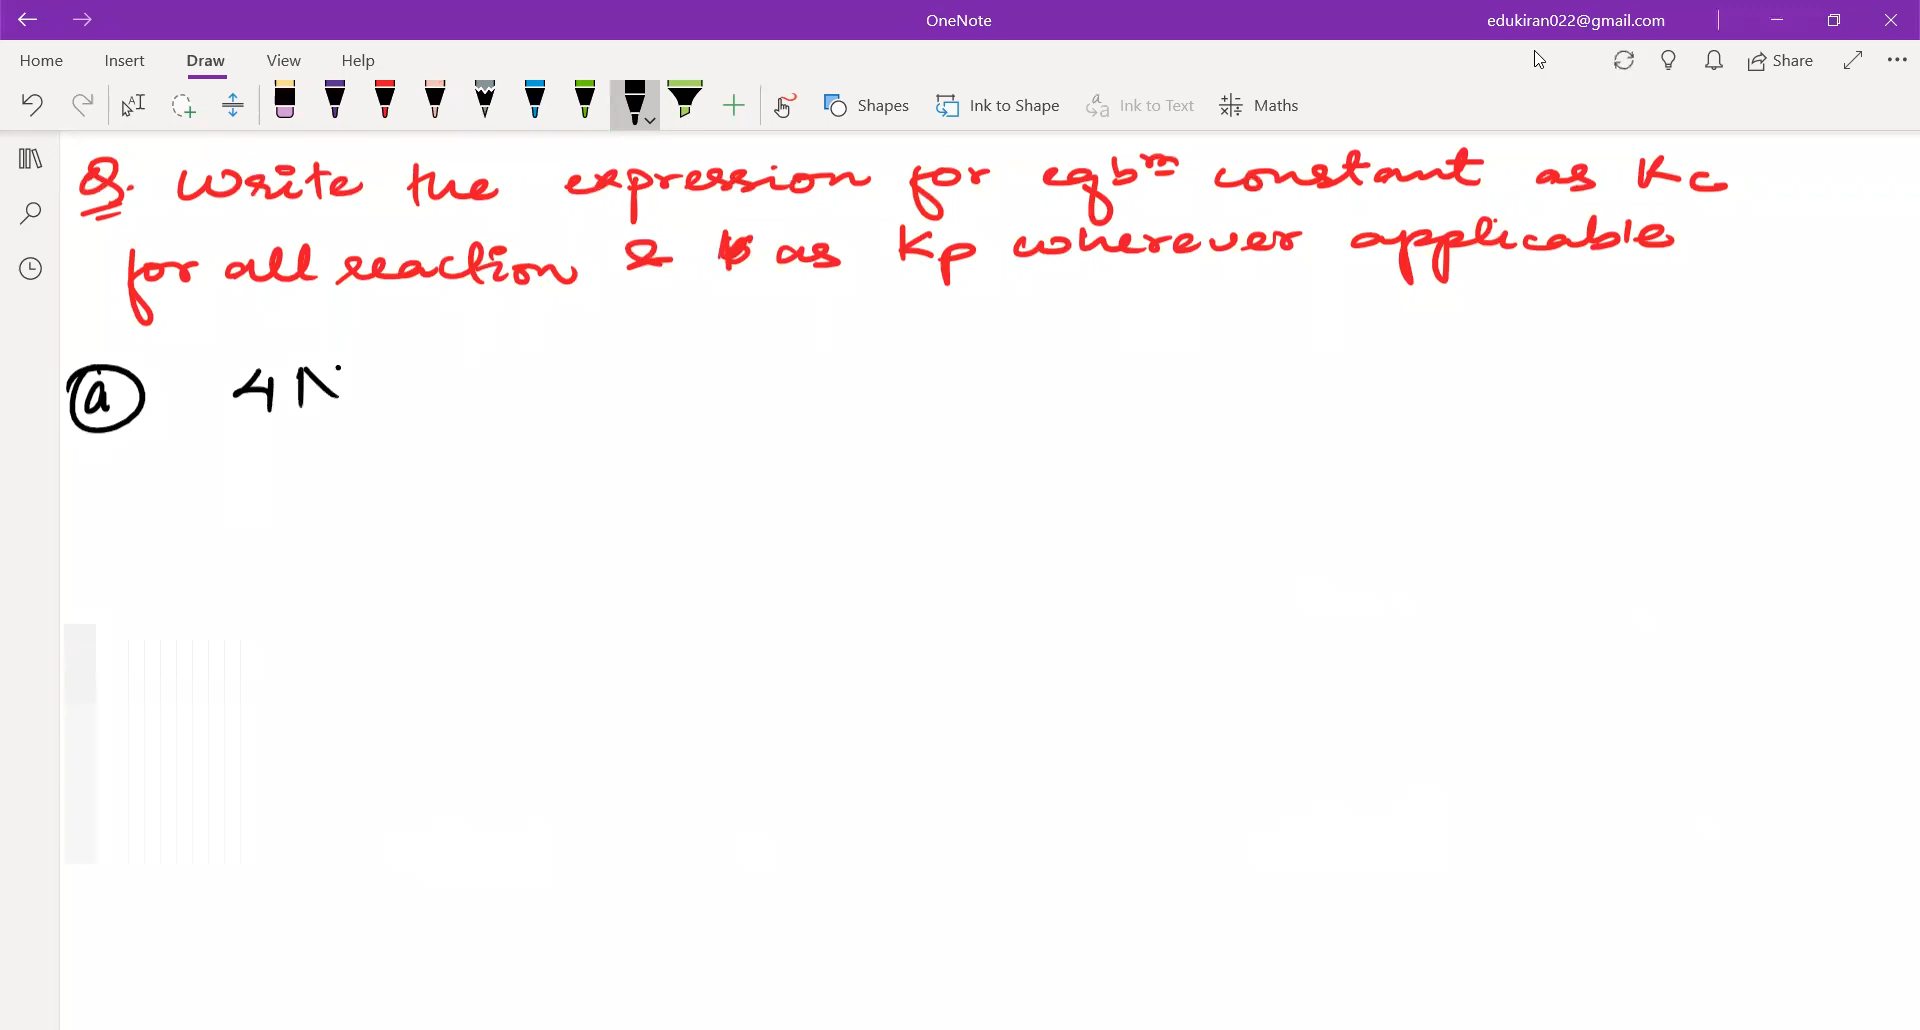 OneNote
edukiran022@gmail.com
Home Insert Draw View Help
Share
Shapes Ink to Shape Ink to Text Maths
Q. Write the expression for eqbm constant as Kc
for all reaction & as Kp wherever applicable
a 4N